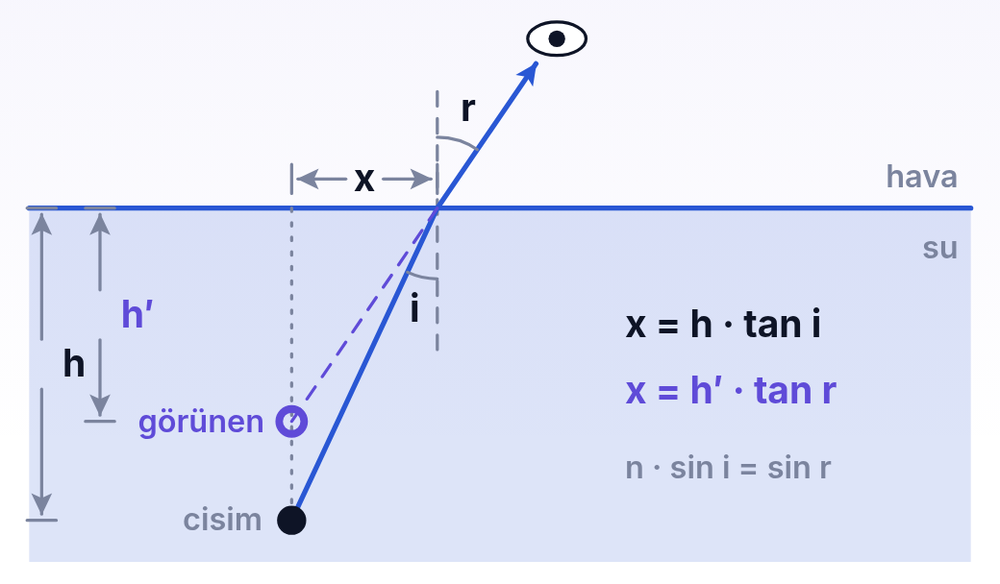 r
x
hava
su
h′
i
x = h · tan i
h
x = h′ · tan r
görünen
n · sin i = sin r
cisim